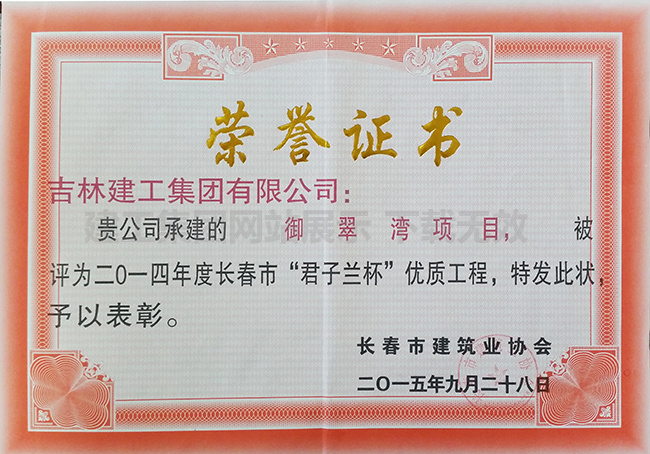 荣誉证书
吉林建工集团有限公司：
贵公司承建的 御翠湾项目, 被
评为二〇一四年度长春市“君子兰杯”优质工程，特发此状，
予以表彰。
长春市建筑业协会
二〇一五年九月二十八日